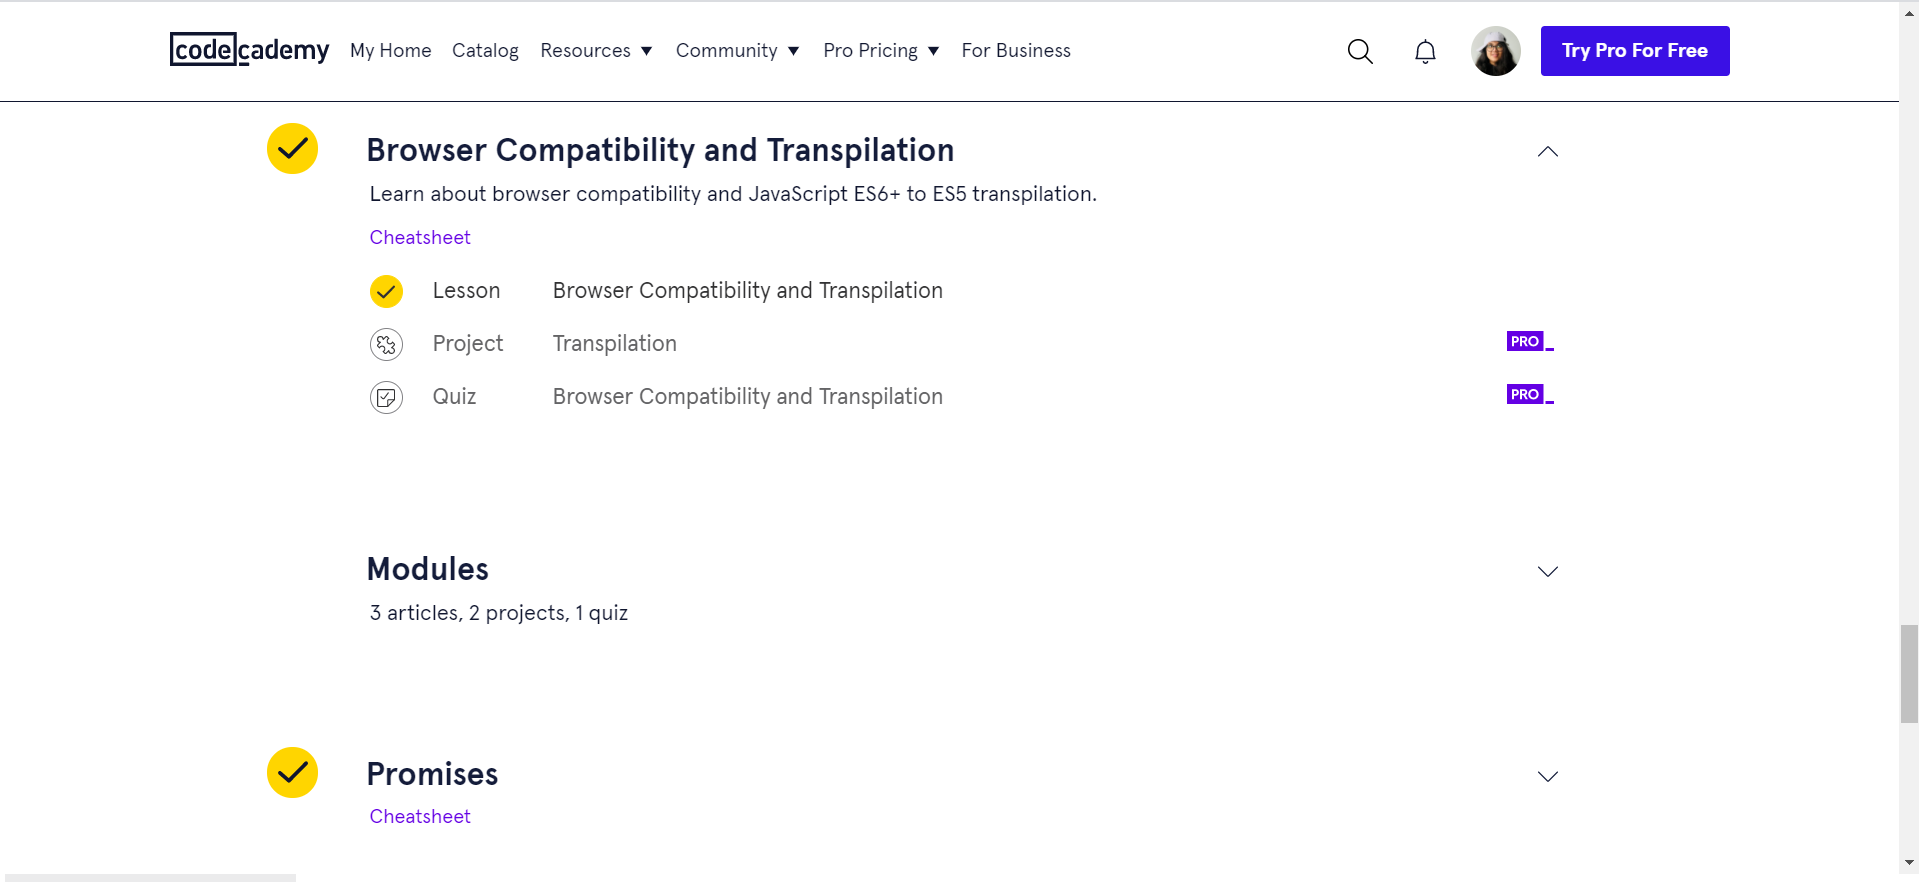 codecademy My Home Catalog Resources Community Pro Pricing For Business Try Pro For Free
Browser Compatibility and Transpilation
Learn about browser compatibility and JavaScript ES6+ to ES5 transpilation.
Cheatsheet
Lesson Browser Compatibility and Transpilation
Project Transpilation PRO
Quiz Browser Compatibility and Transpilation PRO
Modules
3 articles, 2 projects, 1 quiz
Promises
Cheatsheet